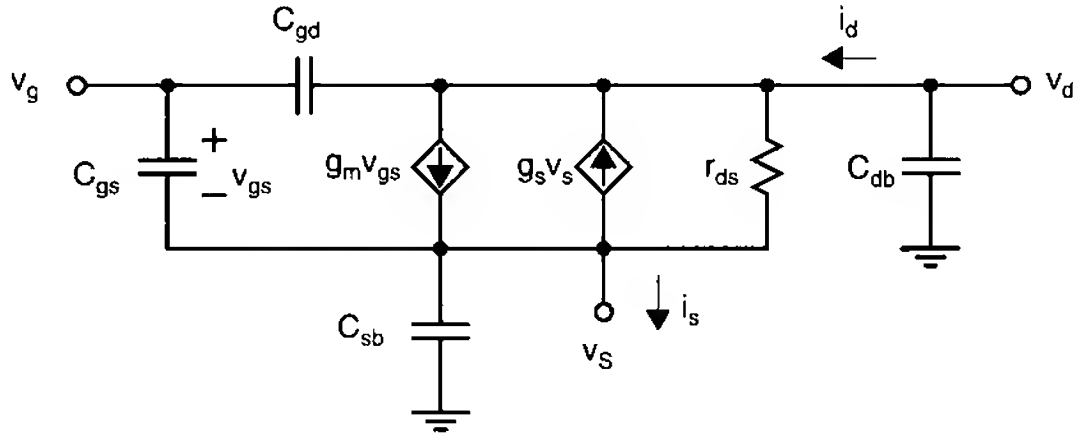 C_gd
i_d
v_g
v_d
C_gs
+
–
v_gs
g_m v_gs
g_s v_s
r_ds
C_db
C_sb
i_s
v_S